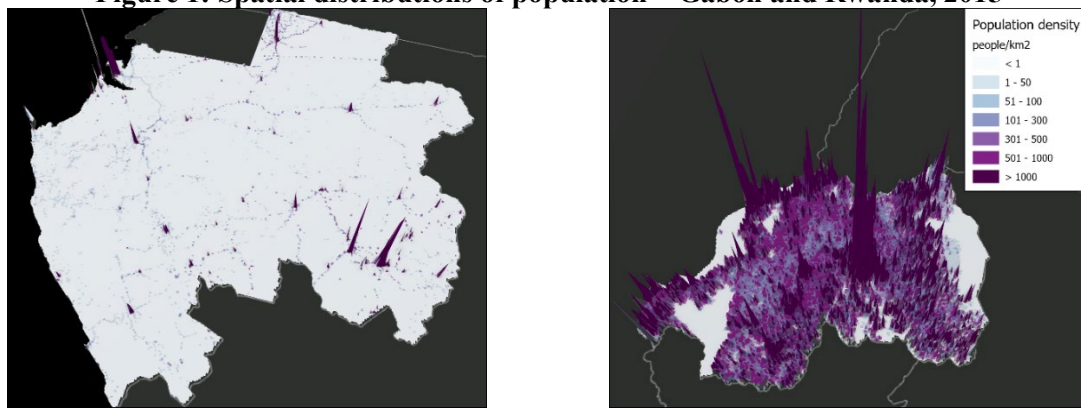 Figure 1: Spatial distributions of population – Gabon and Rwanda, 2015
Population density
people/km2
< 1
1 - 50
51 - 100
101 - 300
301 - 500
501 - 1000
> 1000